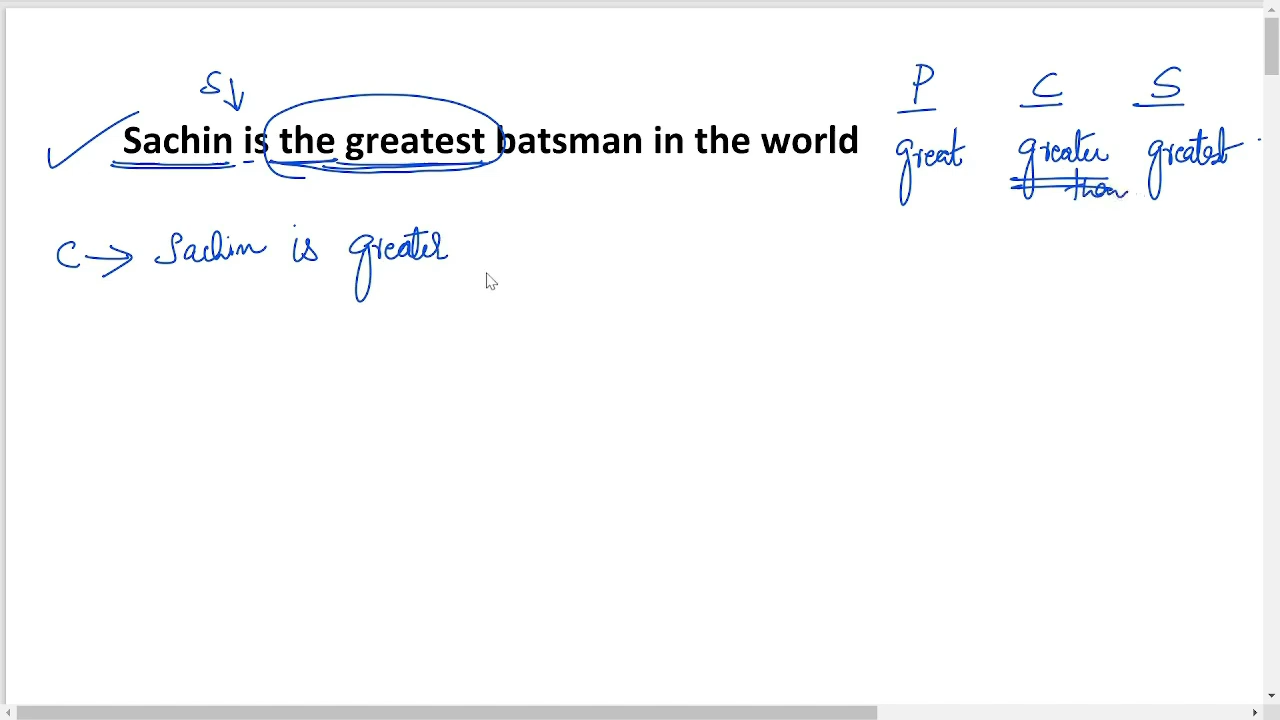 P C S
S
Sachin is the greatest batsman in the world
great greater greatest
than
C → Sachin is greater